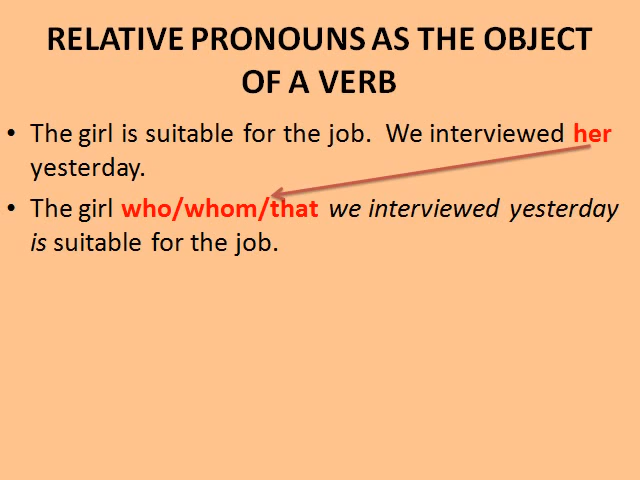 RELATIVE PRONOUNS AS THE OBJECT
OF A VERB
• The girl is suitable for the job.  We interviewed her
yesterday.
• The girl who/whom/that we interviewed yesterday
is suitable for the job.